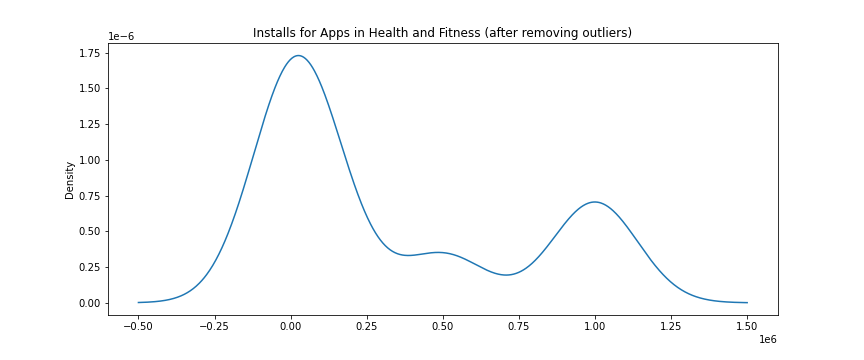 Installs for Apps in Health and Fitness (after removing outliers)
1e−6
1.75
1.50
1.25
1.00
0.75
0.50
0.25
0.00
Density
−0.50 −0.25 0.00 0.25 0.50 0.75 1.00 1.25 1.50
1e6